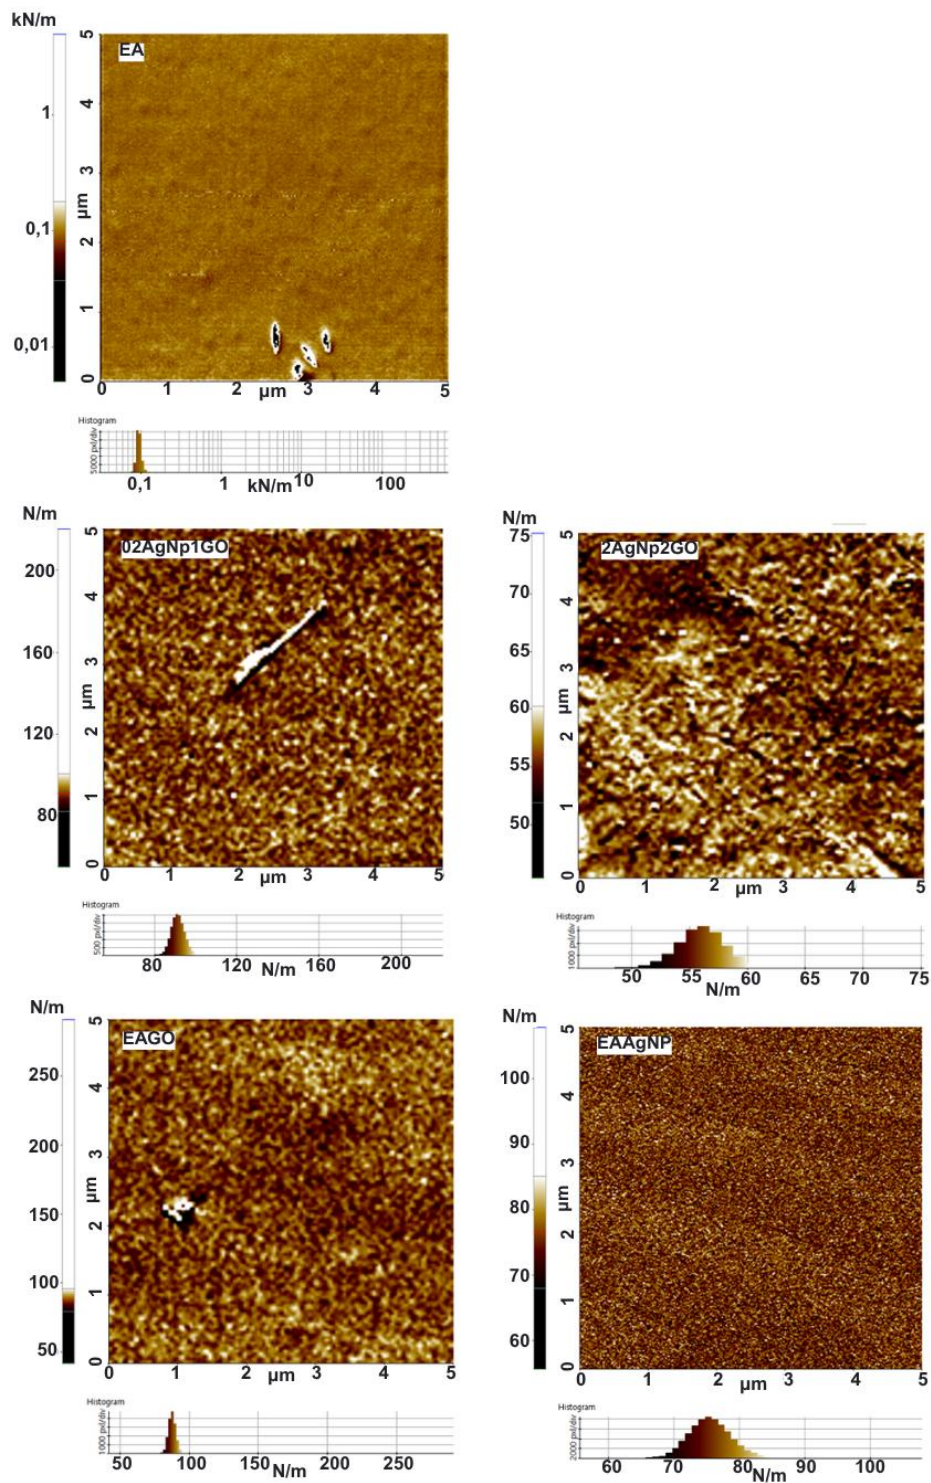 kN/m
EA
1
0,1
0,01
5
4
3
µm
2
1
0
0 1 2 µm 3 4 5
Histogram
5000 pxl/div
0,1 1 kN/m 10 100
N/m
02AgNp1GO
200
160
120
80
5
4
3
µm
2
1
0
0 1 2 µm 3 4 5
Histogram
500 pxl/div
80 120 N/m 160 200
N/m
2AgNp2GO
75
70
65
60
55
50
5
4
3
µm
2
1
0
0 1 2 µm 3 4 5
Histogram
1000 pxl/div
50 55 60 65 70 75
N/m
N/m
EAGO
250
200
150
100
50
5
4
3
µm
2
1
0
0 1 2 µm 3 4 5
Histogram
1000 pxl/div
50 100 150 200 250
N/m
N/m
EAAgNP
100
90
80
70
60
5
4
3
µm
2
1
0
0 1 2 µm 3 4 5
Histogram
2000 pxl/div
60 70 80 90 100
N/m